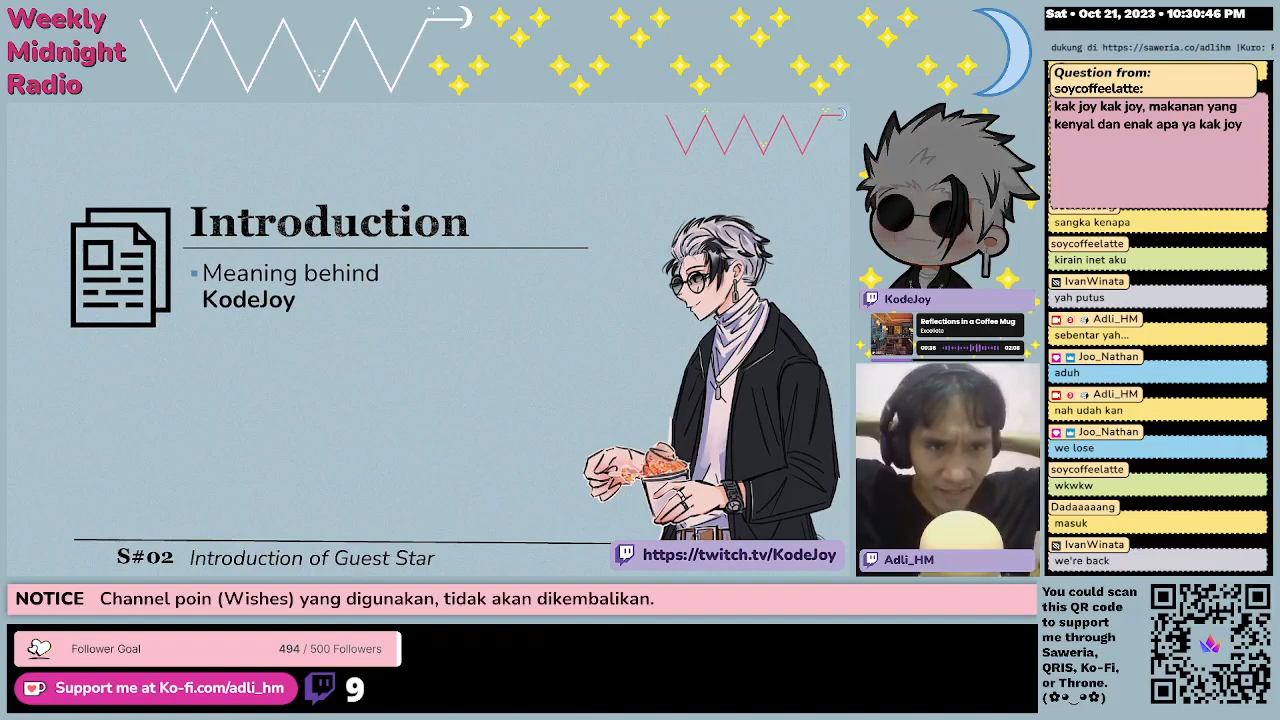 Weekly
Midnight
Radio
Sat • Oct 21, 2023 • 10:30:46 PM
dukung di https://saweria.co/adlihm |Kuro:
Question from:
soycoffeelatte:
kak joy kak joy, makanan yang
kenyal dan enak apa ya kak joy
sangka kenapa
soycoffeelatte
kirain inet aku
IvanWinata
yah putus
Adli_HM
sebentar yah...
Joo_Nathan
aduh
Adli_HM
nah udah kan
Joo_Nathan
we lose
soycoffeelatte
wkwkw
Dadaaaaang
masuk
IvanWinata
we're back
Introduction
Meaning behind
KodeJoy
S#02 Introduction of Guest Star
https://twitch.tv/KodeJoy
KodeJoy
Reflections in a Coffee Mug
Excellata
00:36
02:08
Adli_HM
NOTICE Channel poin (Wishes) yang digunakan, tidak akan dikembalikan.
Follower Goal 494 / 500 Followers
Support me at Ko-fi.com/adli_hm
9
You could scan
this QR code
to support
me through
Saweria,
QRIS, Ko-Fi,
or Throne.
(✿◕‿◕✿)